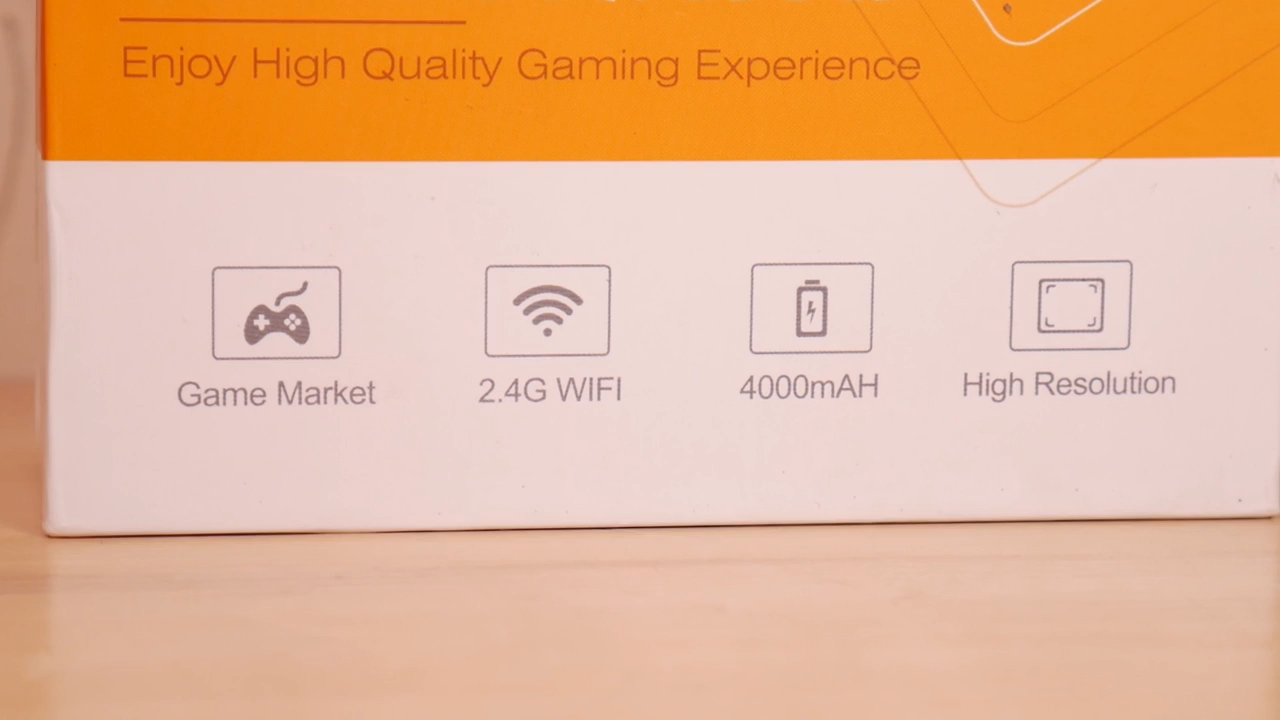 Enjoy High Quality Gaming Experience
Game Market
2.4G WIFI
4000mAH
High Resolution